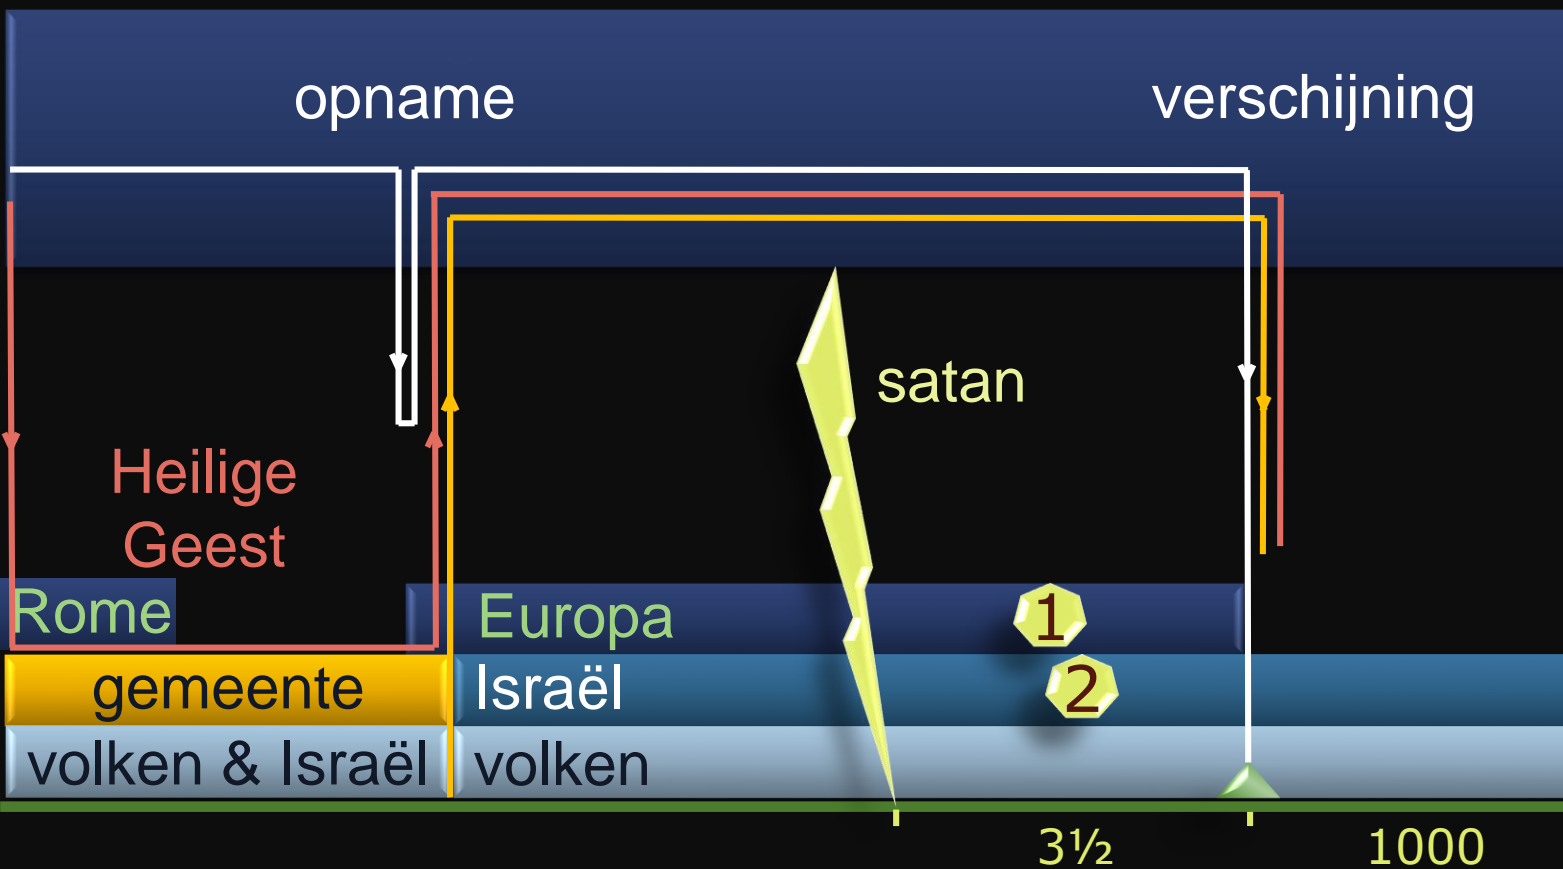 opname
verschijning
satan
Heilige
Geest
Rome
Europa
1
gemeente
Israël
2
volken & Israël
volken
3½
1000